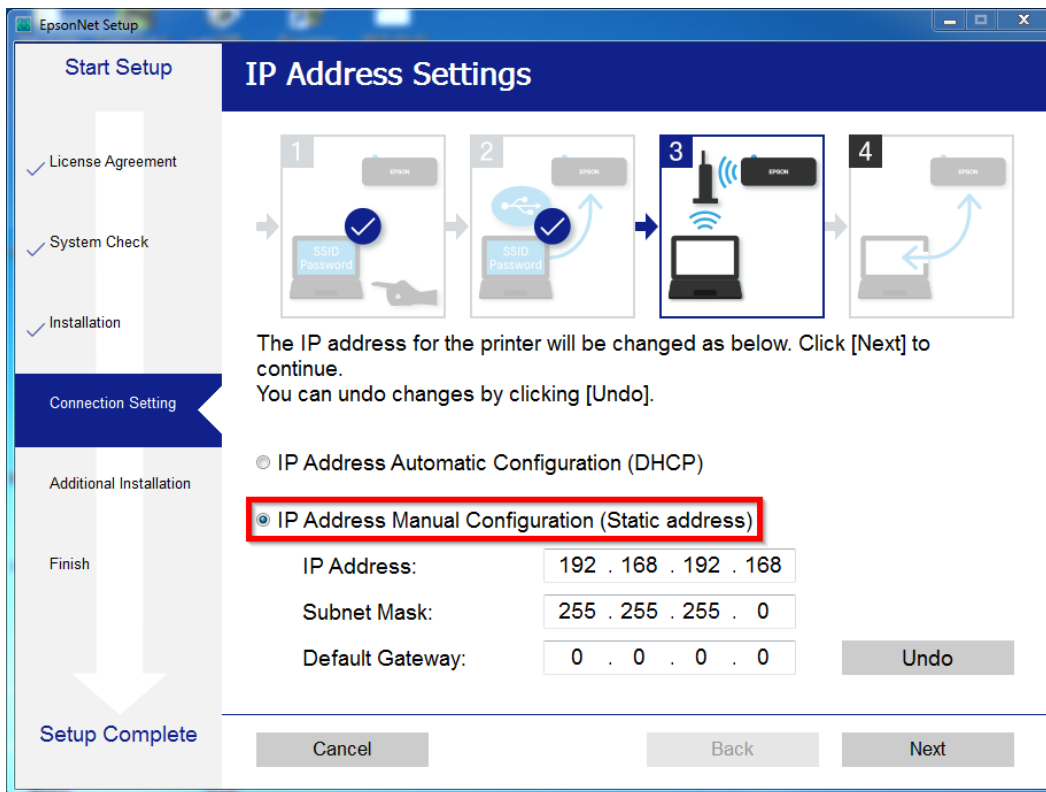 EpsonNet Setup
Start Setup
IP Address Settings
License Agreement
System Check
Installation
Connection Setting
Additional Installation
Finish
Setup Complete
1
EPSON
SSID
Password
2
EPSON
SSID
Password
3
EPSON
4
EPSON
The IP address for the printer will be changed as below. Click [Next] to
continue.
You can undo changes by clicking [Undo].
IP Address Automatic Configuration (DHCP)
IP Address Manual Configuration (Static address)
IP Address: 192 . 168 . 192 . 168
Subnet Mask: 255 . 255 . 255 . 0
Default Gateway: 0 . 0 . 0 . 0 Undo
Cancel Back Next